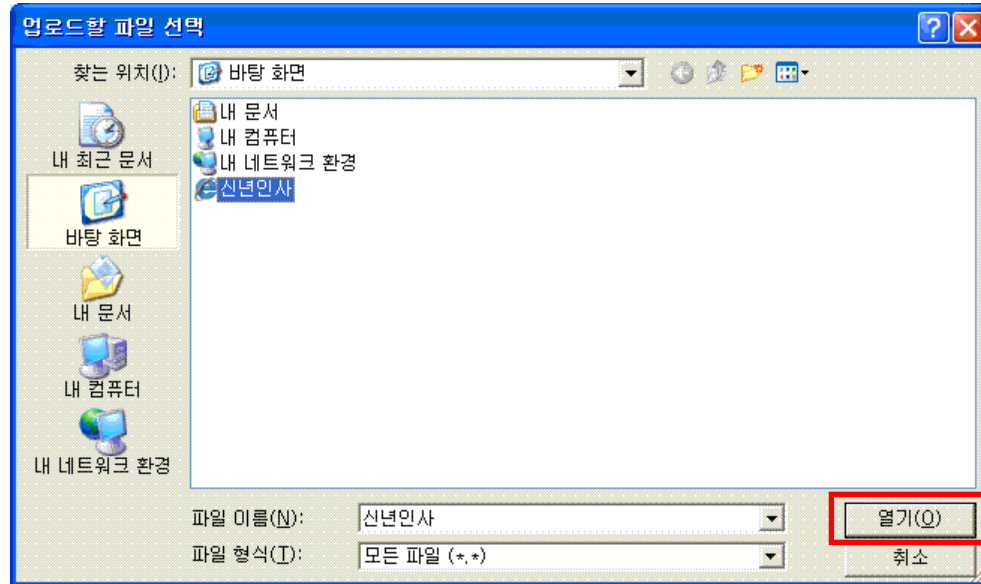 업로드할 파일 선택
찾는 위치(I):
바탕 화면
내 최근 문서
바탕 화면
내 문서
내 컴퓨터
내 네트워크 환경
내 문서
내 컴퓨터
내 네트워크 환경
신년인사
파일 이름(N):
신년인사
열기(O)
파일 형식(T):
모든 파일 (*.*)
취소